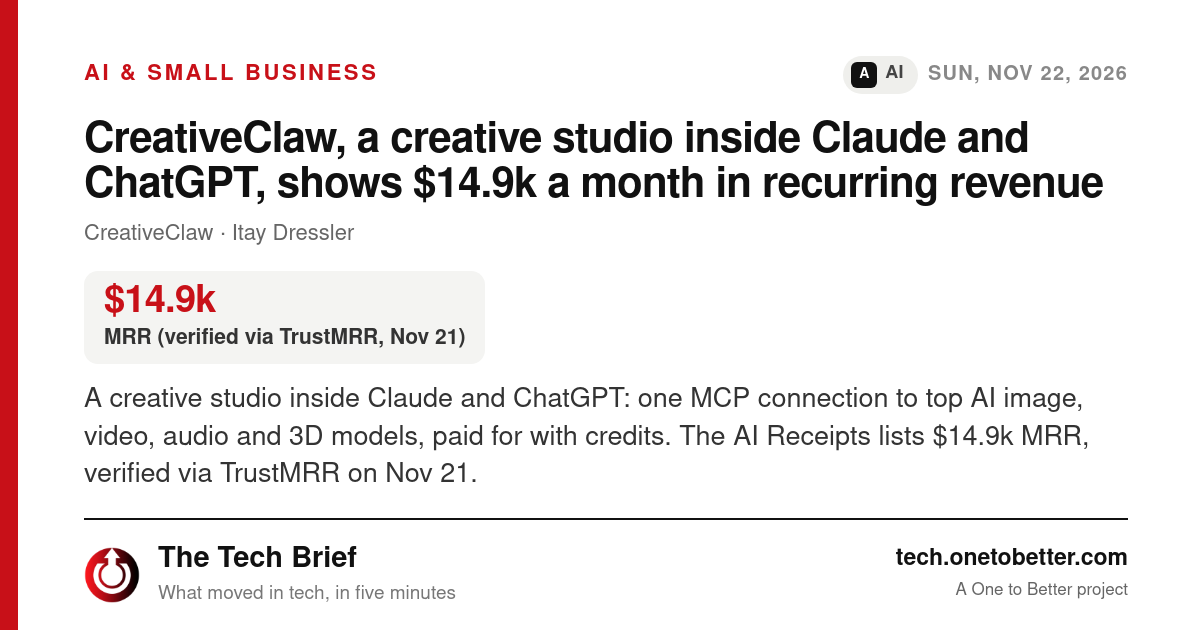 AI & SMALL BUSINESS
A AI SUN, NOV 22, 2026
CreativeClaw, a creative studio inside Claude and
ChatGPT, shows $14.9k a month in recurring revenue
CreativeClaw · Itay Dressler
$14.9k
MRR (verified via TrustMRR, Nov 21)
A creative studio inside Claude and ChatGPT: one MCP connection to top AI image,
video, audio and 3D models, paid for with credits. The AI Receipts lists $14.9k MRR,
verified via TrustMRR on Nov 21.
The Tech Brief
What moved in tech, in five minutes
tech.onetobetter.com
A One to Better project